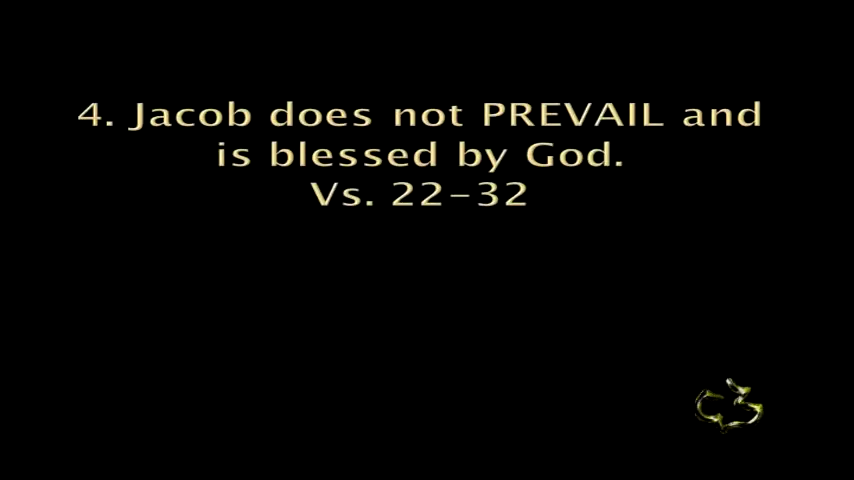 4. Jacob does not PREVAIL and
is blessed by God.
Vs. 22-32